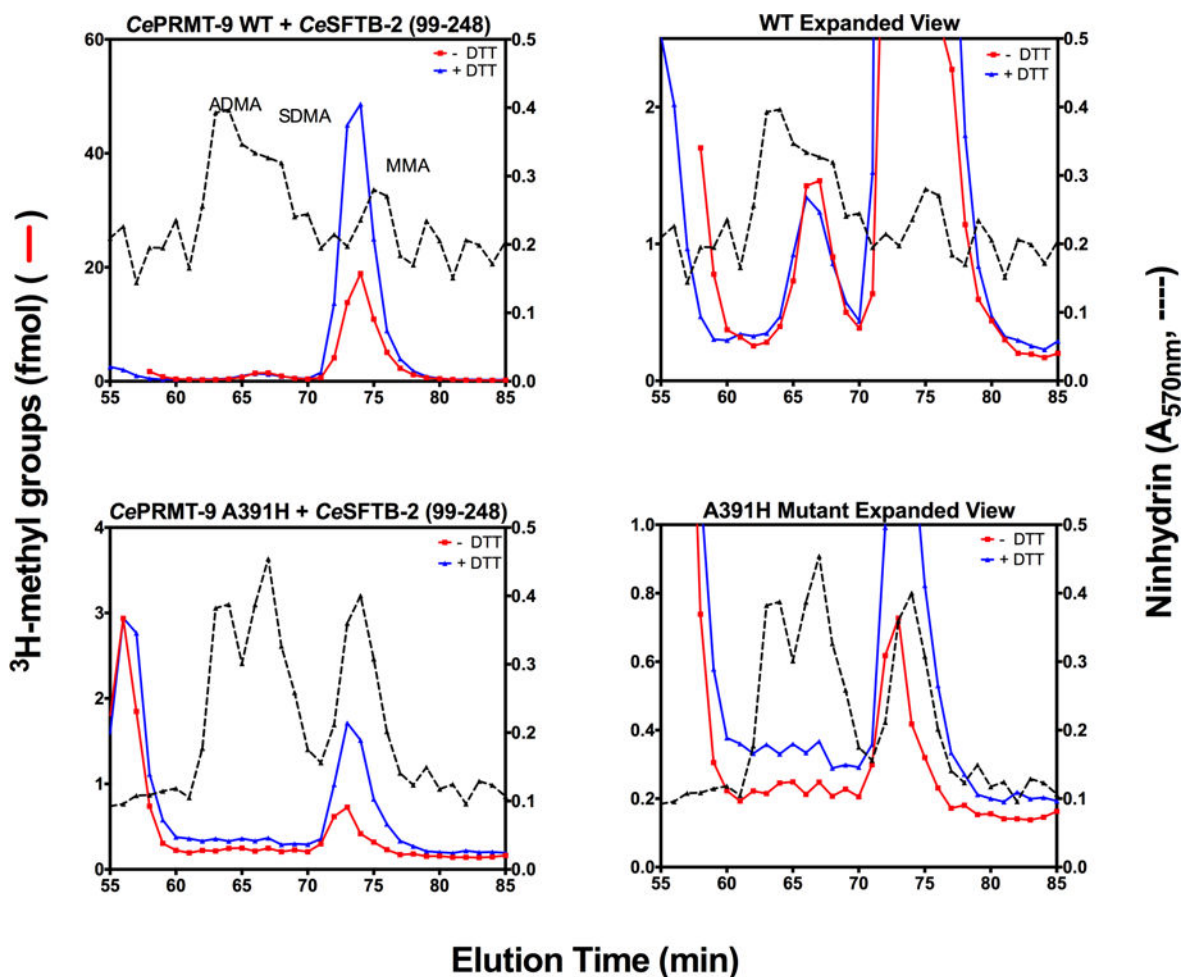 CePRMT-9 WT + CeSFTB-2 (99-248)
60
40
20
0
0.5
0.4
0.3
0.2
0.1
0.0
55 60 65 70 75 80 85
- DTT
+ DTT
ADMA
SDMA
MMA
WT Expanded View
2
1
0
0.5
0.4
0.3
0.2
0.1
0.0
55 60 65 70 75 80 85
- DTT
+ DTT
CePRMT-9 A391H + CeSFTB-2 (99-248)
4
3
2
1
0
0.5
0.4
0.3
0.2
0.1
0.0
55 60 65 70 75 80 85
- DTT
+ DTT
A391H Mutant Expanded View
1.0
0.8
0.6
0.4
0.2
0.0
0.5
0.4
0.3
0.2
0.1
0.0
55 60 65 70 75 80 85
- DTT
+ DTT
³H-methyl groups (fmol) ( — )
Ninhydrin (A570nm, ----)
Elution Time (min)